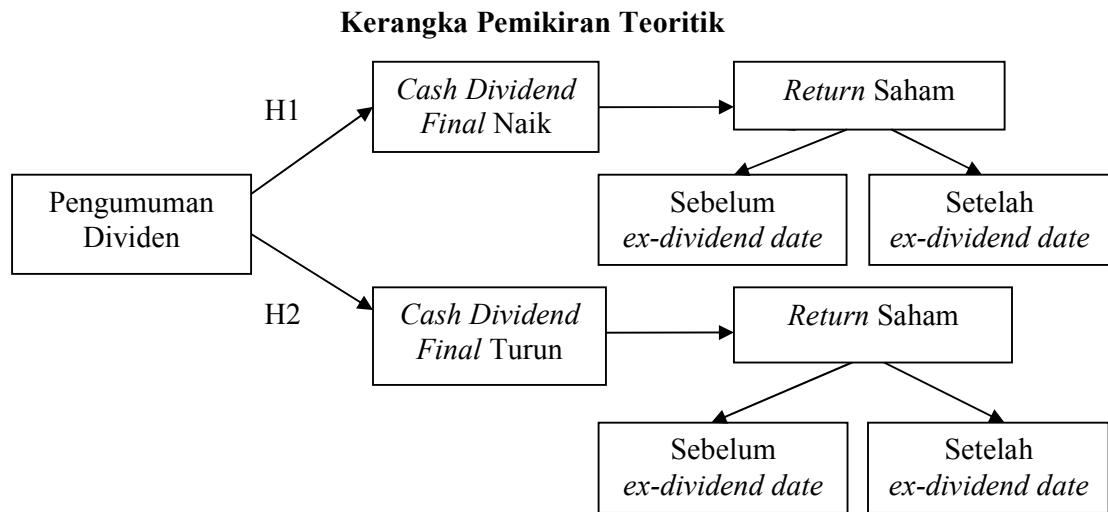 Kerangka Pemikiran Teoritik
H1
Cash Dividend
Final Naik
Return Saham
Pengumuman
Dividen
Sebelum
ex-dividend date
Setelah
ex-dividend date
H2
Cash Dividend
Final Turun
Return Saham
Sebelum
ex-dividend date
Setelah
ex-dividend date